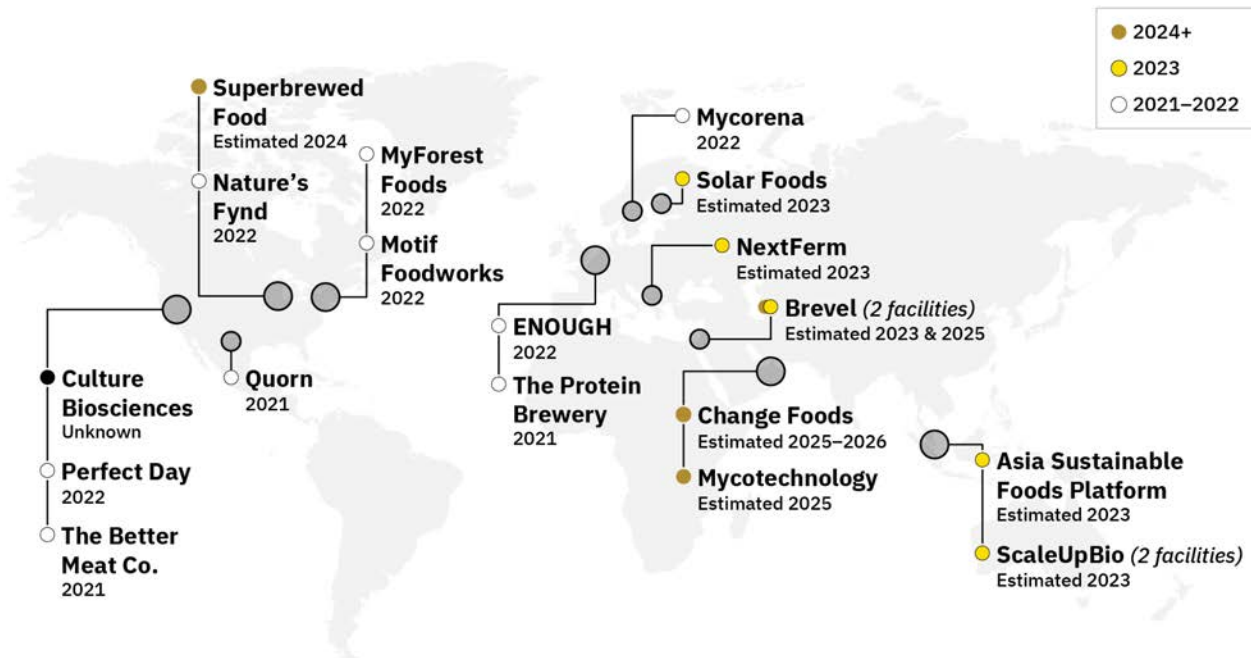 2024+
2023
2021–2022
Superbrewed
Food
Estimated 2024
Nature’s
Fynd
2022
MyForest
Foods
2022
Motif
Foodworks
2022
Culture
Biosciences
Unknown
Perfect Day
2022
The Better
Meat Co.
2021
Quorn
2021
Mycorena
2022
Solar Foods
Estimated 2023
NextFerm
Estimated 2023
Brevel (2 facilities)
Estimated 2023 & 2025
ENOUGH
2022
The Protein
Brewery
2021
Change Foods
Estimated 2025–2026
Mycotechnology
Estimated 2025
Asia Sustainable
Foods Platform
Estimated 2023
ScaleUpBio (2 facilities)
Estimated 2023